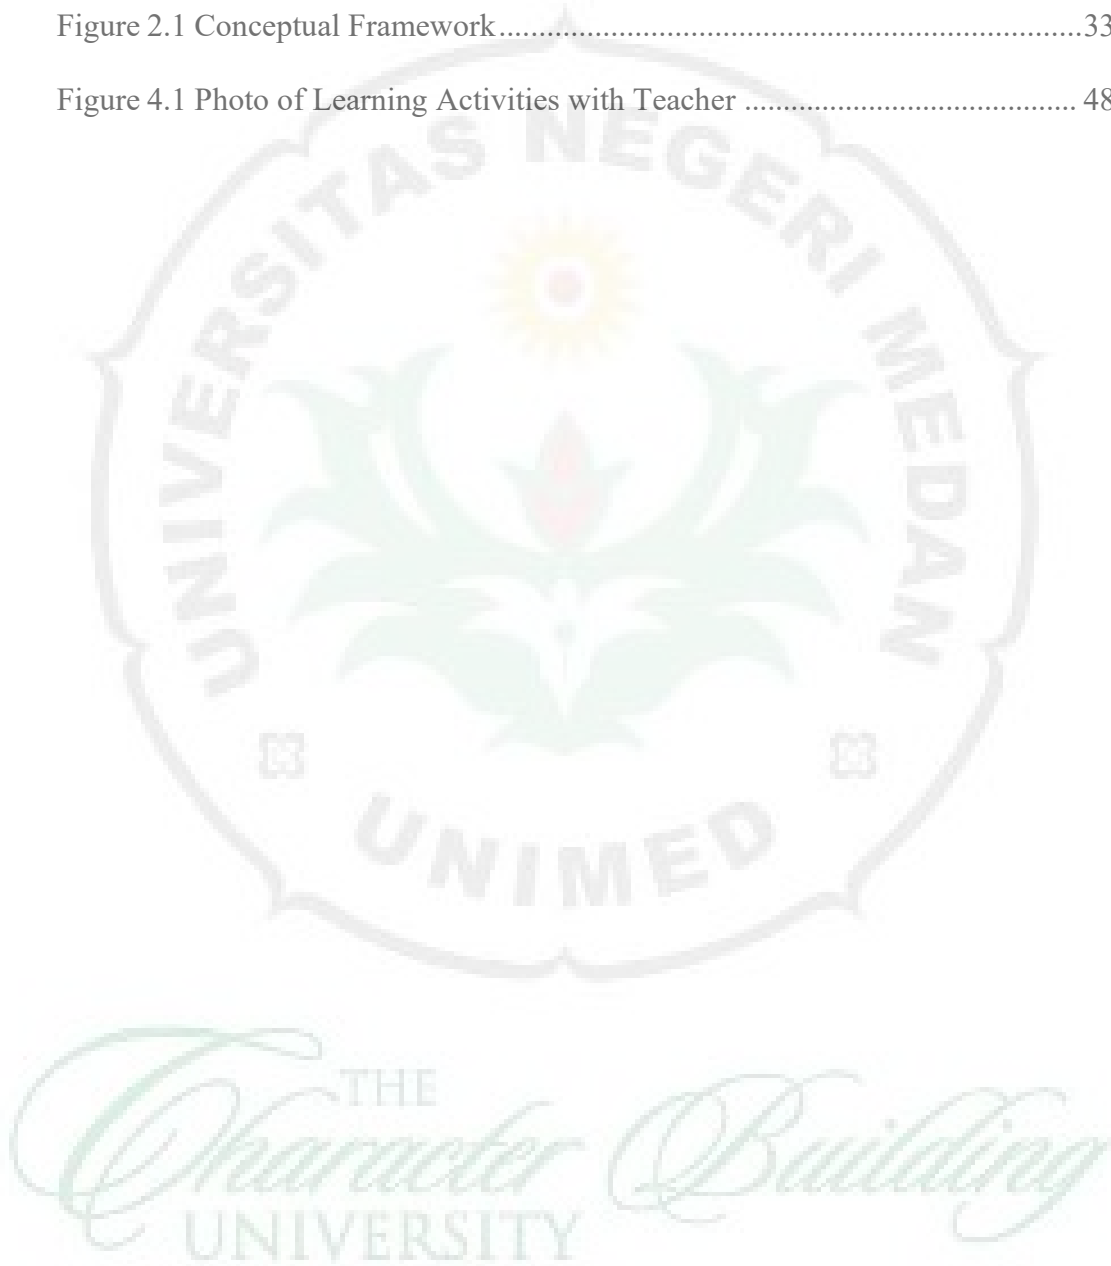 Figure 2.1 Conceptual Framework........................................................................33
Figure 4.1 Photo of Learning Activities with Teacher ......................................... 48
UNIVERSITAS NEGERI MEDAN
UNIMED
THE
Character Building
UNIVERSITY